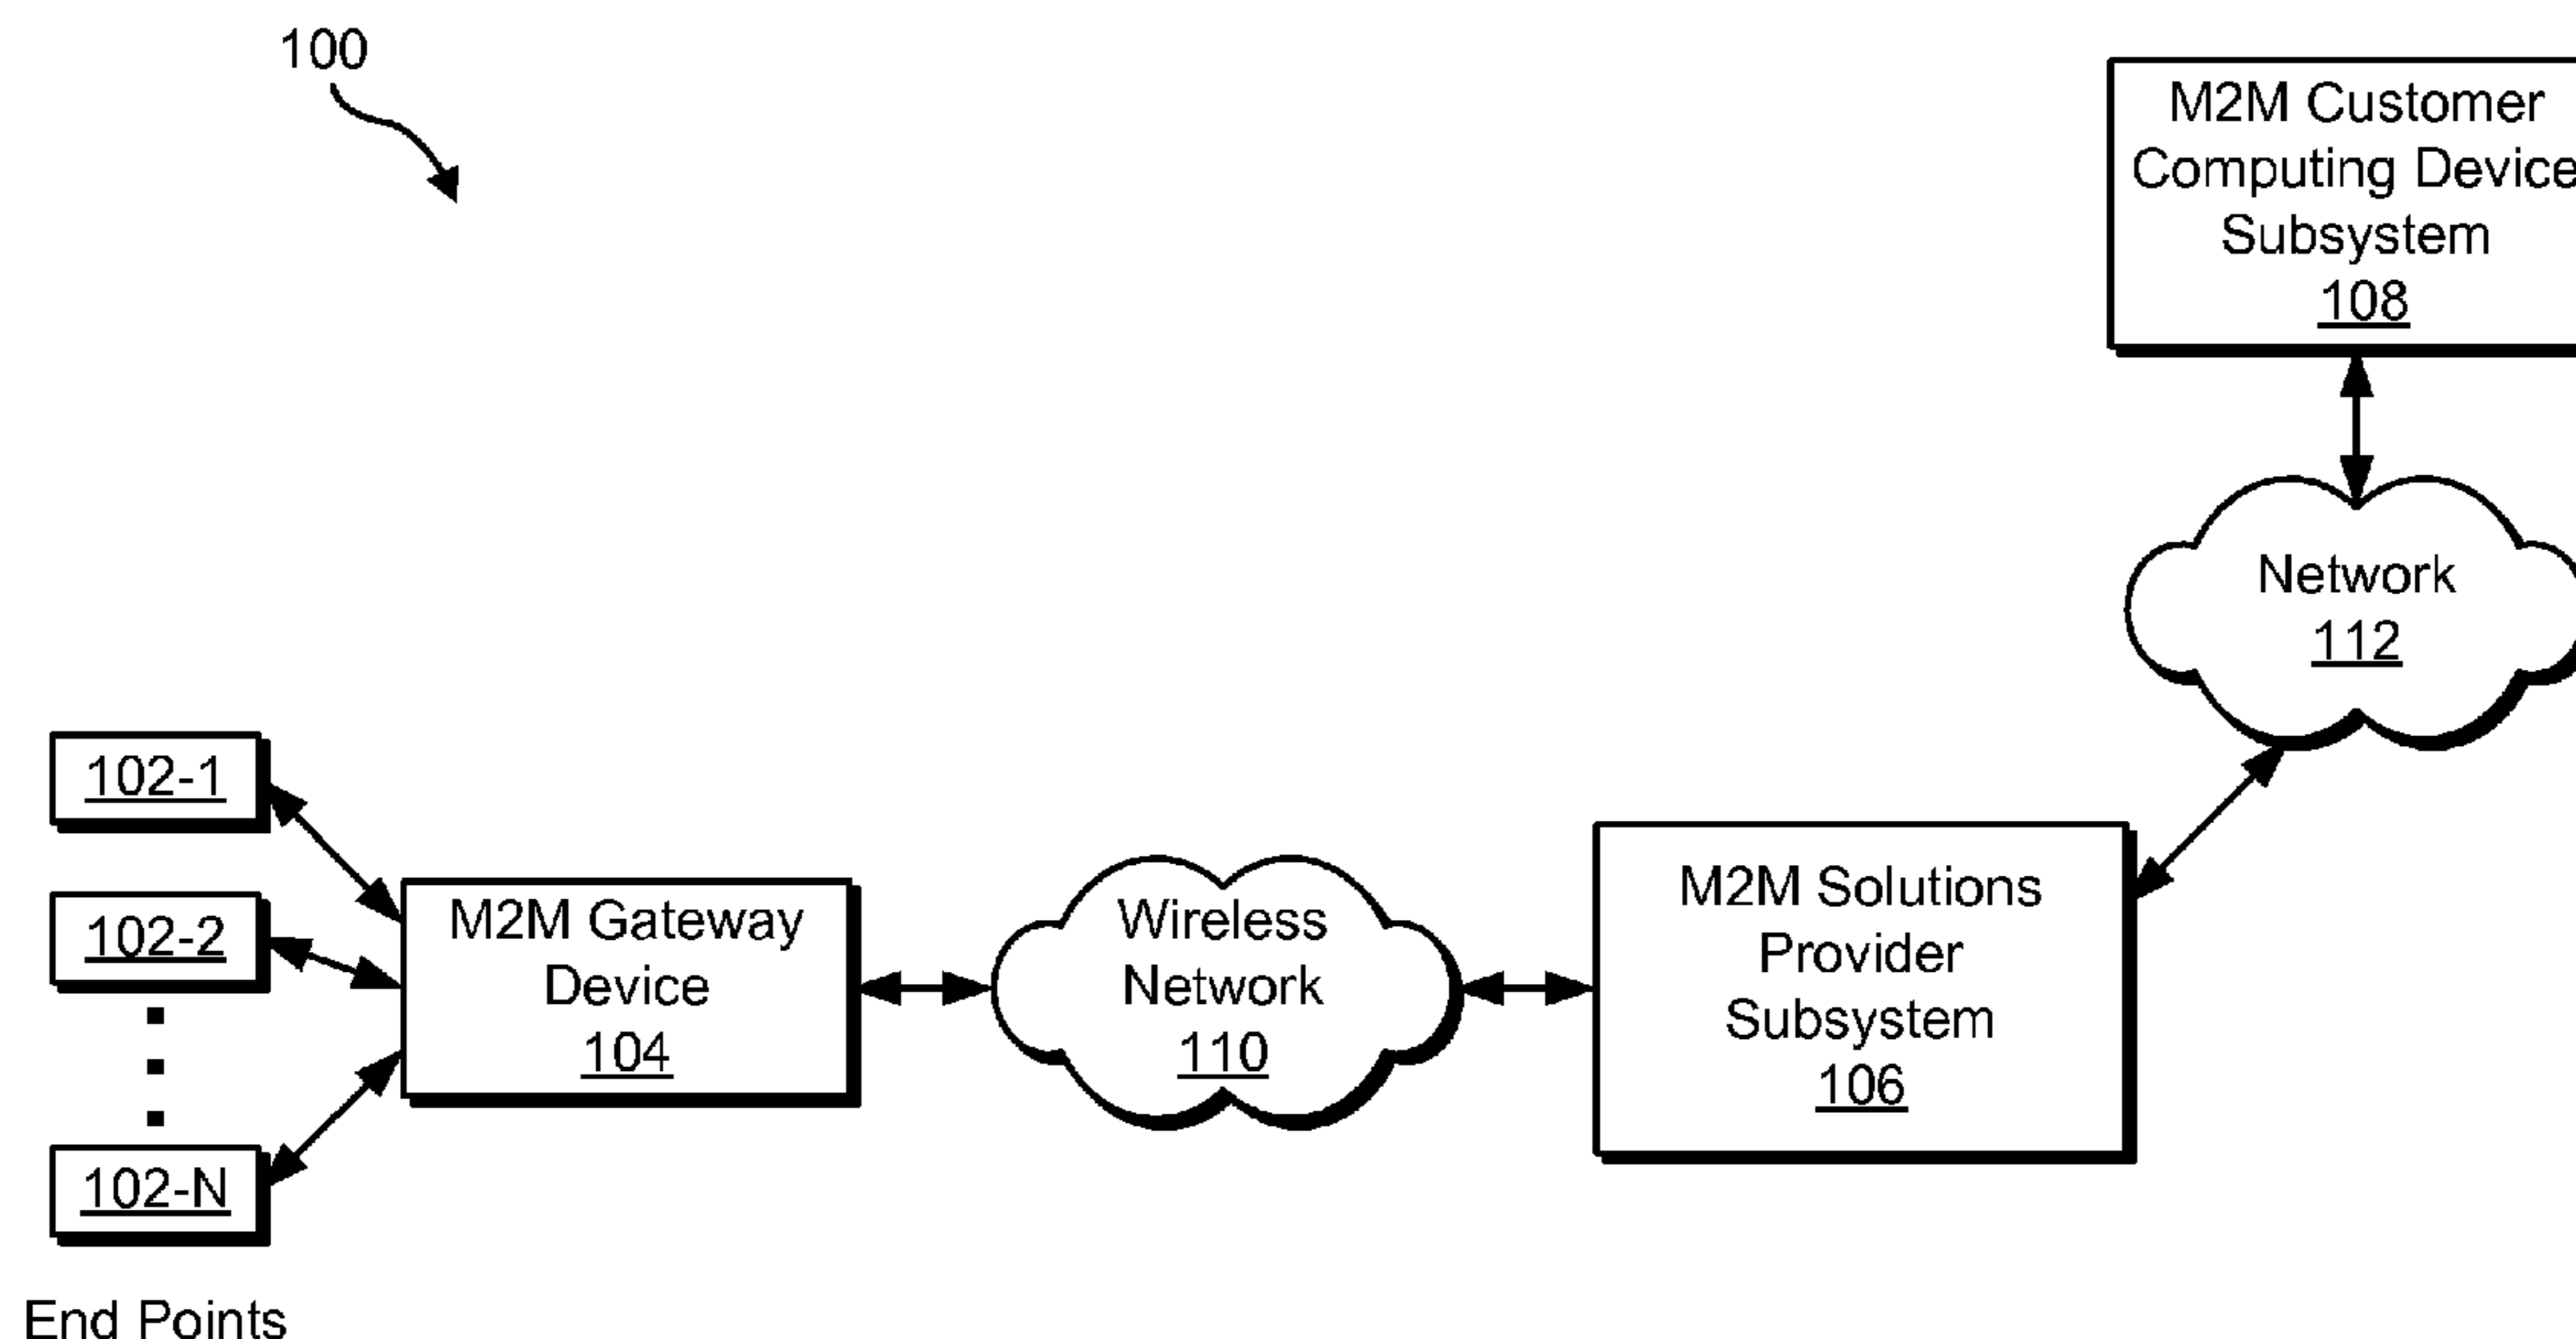 100
M2M Customer
Computing Device
Subsystem
108
Network
112
102-1
102-2
102-N
End Points
M2M Gateway
Device
104
Wireless
Network
110
M2M Solutions
Provider
Subsystem
106